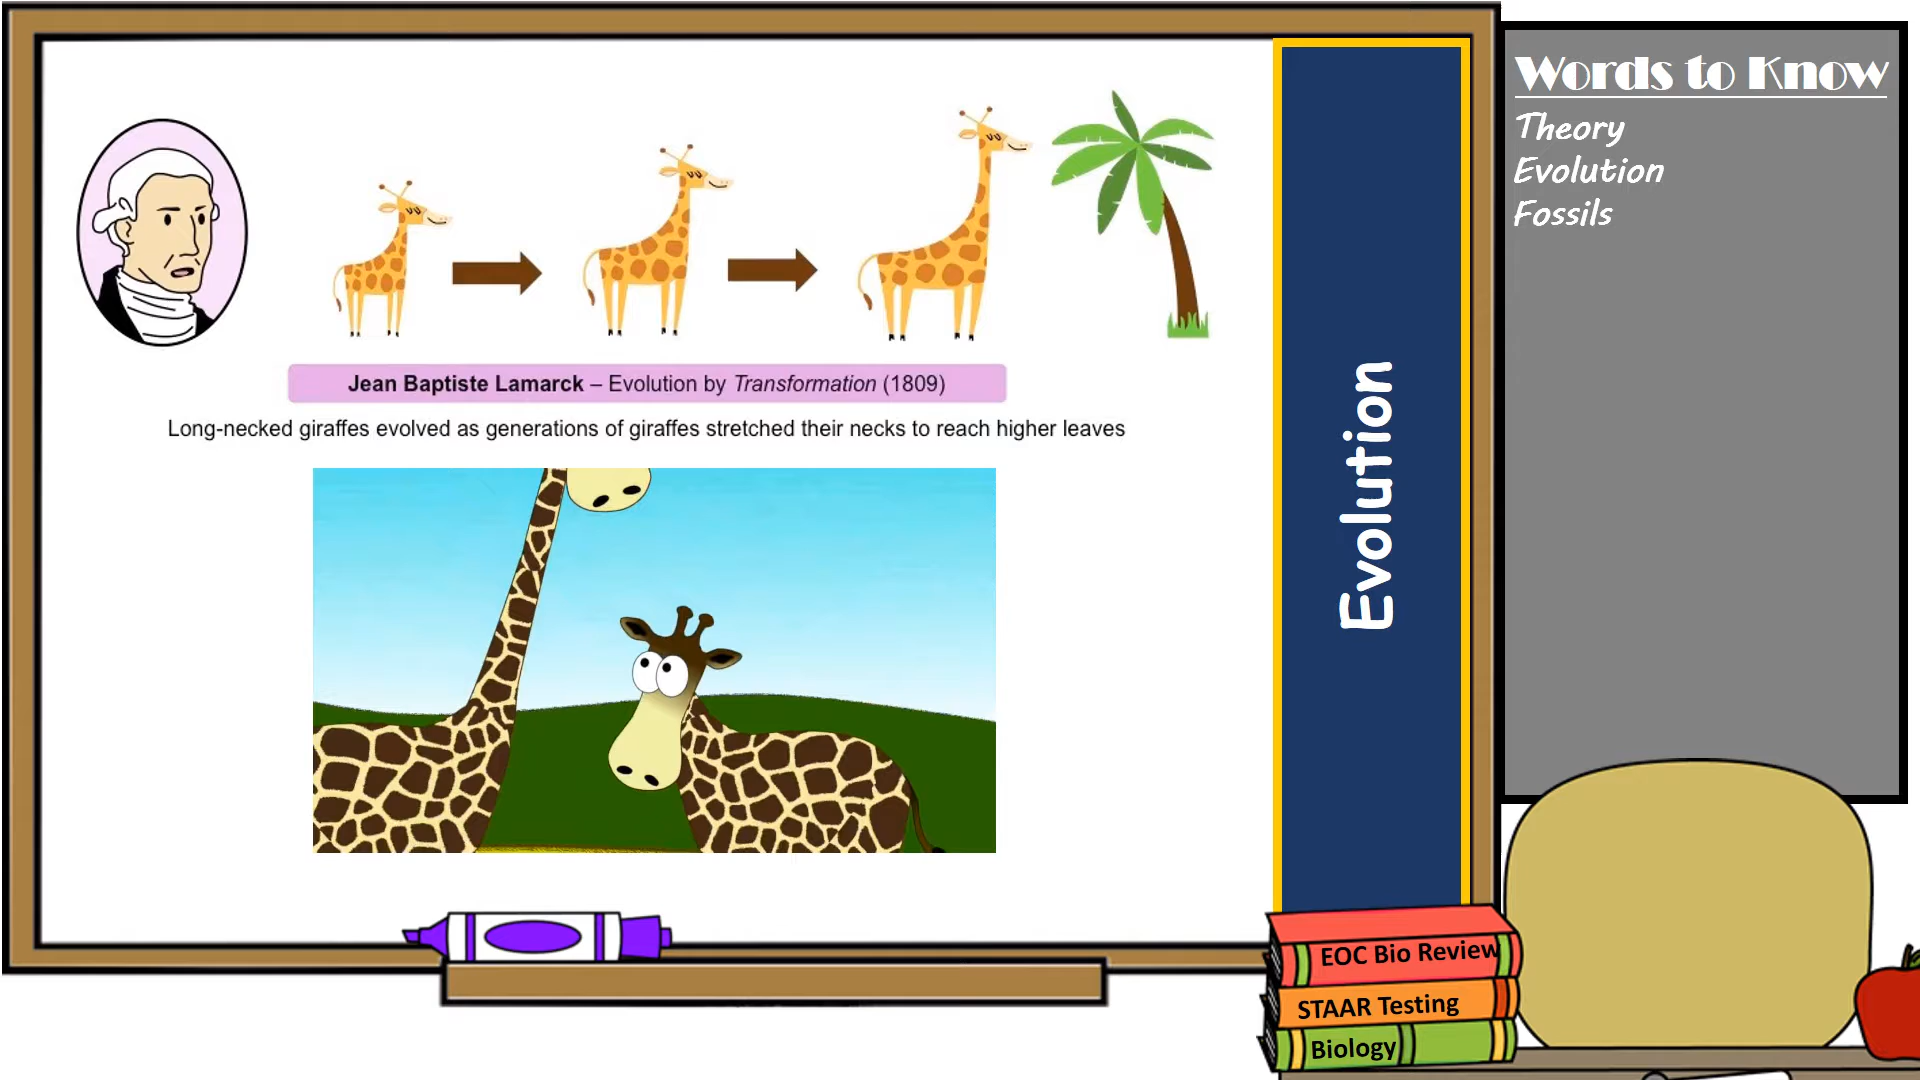 Jean Baptiste Lamarck – Evolution by Transformation (1809)
Long-necked giraffes evolved as generations of giraffes stretched their necks to reach higher leaves
Evolution
Words to Know
Theory
Evolution
Fossils
EOC Bio Review
STAAR Testing
Biology